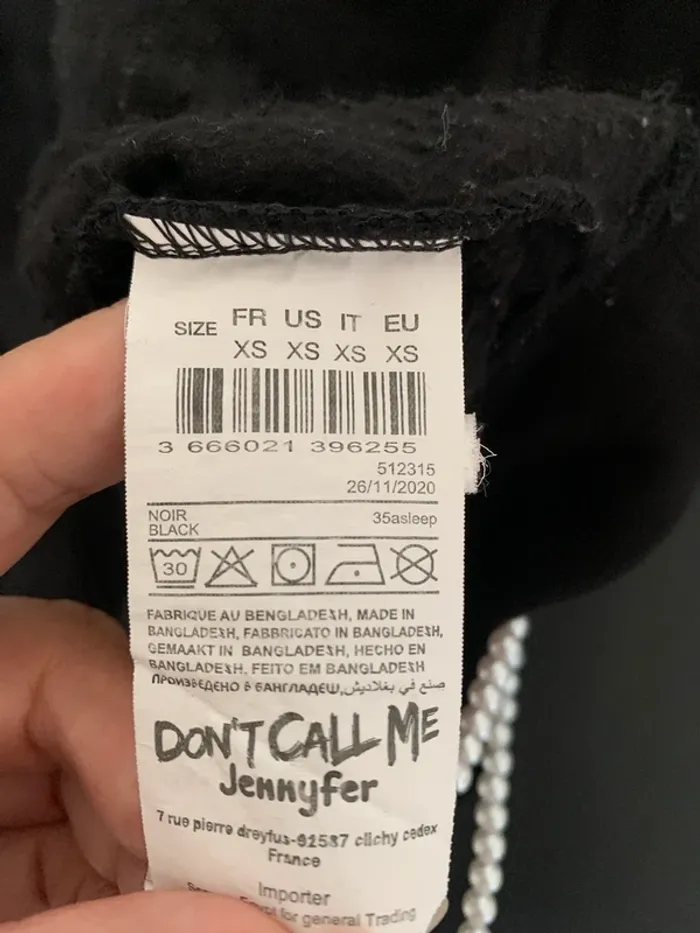 SIZE FR US IT EU
XS XS XS XS
3 666021 396255
512315
26/11/2020
NOIR 35asleep
BLACK
30
FABRIQUE AU BENGLADESH, MADE IN
BANGLADESH, FABBRICATO IN BANGLADESH,
GEMAAKT IN BANGLADESH, HECHO EN
BANGLADESH. FEITO EM BANGLADESH
ПРОИЗВЕДЕНО В БАНГЛАДЕШ,صنع في بغلاديش
DON'T CALL ME
Jennyfer
7 rue pierre dreyfus-92587 clichy cedex
France
Importer
for general Trading